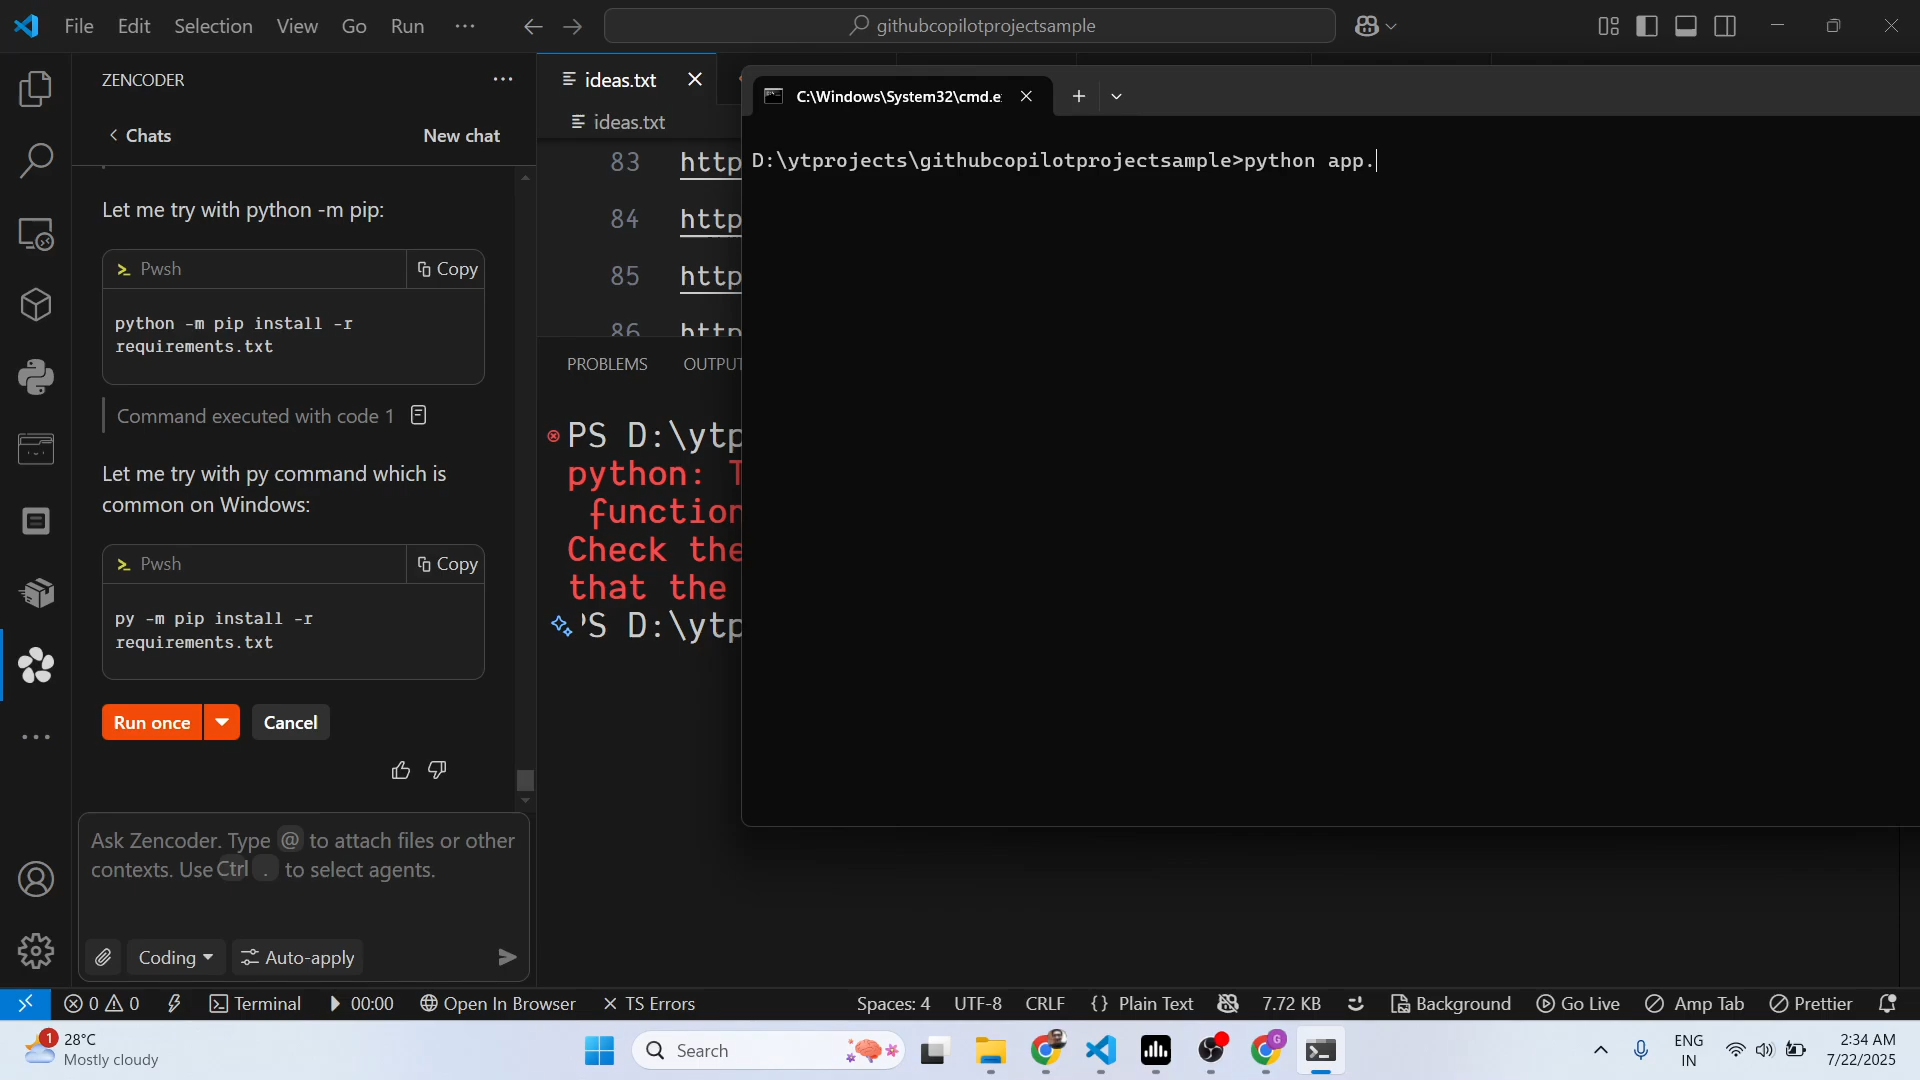 File Edit Selection View Go Run ···
githubcopilotprojectsample
ZENCODER
Chats
New chat
Let me try with python -m pip:
Pwsh
Copy
python -m pip install -r
requirements.txt
Command executed with code 1
Let me try with py command which is
common on Windows:
Pwsh
Copy
py -m pip install -r
requirements.txt
Run once
Cancel
Ask Zencoder. Type @ to attach files or other
contexts. Use Ctrl . to select agents.
Coding
Auto-apply
ideas.txt
ideas.txt
83 http
84 http
85 http
86 http
PROBLEMS OUTPUT
PS D:\ytp
python: T
function
Check the
that the
PS D:\ytp
C:\Windows\System32\cmd.e
D:\ytprojects\githubcopilotprojectsample>python app.
0 0 Terminal 00:00 Open In Browser TS Errors
Spaces: 4 UTF-8 CRLF {} Plain Text 7.72 KB Background Go Live Amp Tab Prettier
1
28°C
Mostly cloudy
Search
G
ENG
IN
2:34 AM
7/22/2025